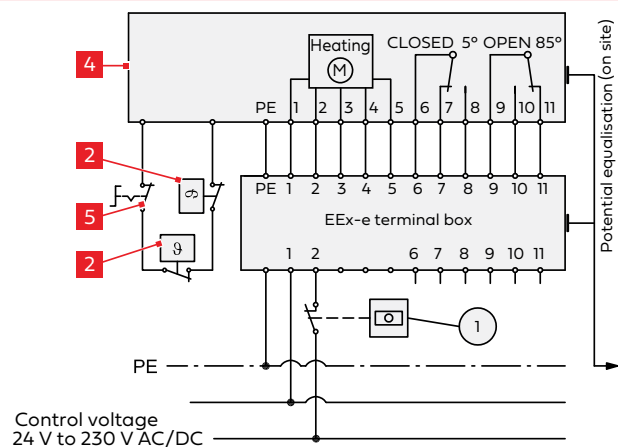 Heating
CLOSED 5° OPEN 85°
M
4
PE 1 2 3 4 5 6 7 8 9 10 11
2
ϑ
5
2
ϑ
PE 1 2 3 4 5 6 7 8 9 10 11
EEx-e terminal box
1 2 6 7 8 9 10 11
1
Potential equalisation (on site)
PE
Control voltage
24 V to 230 V AC/DC